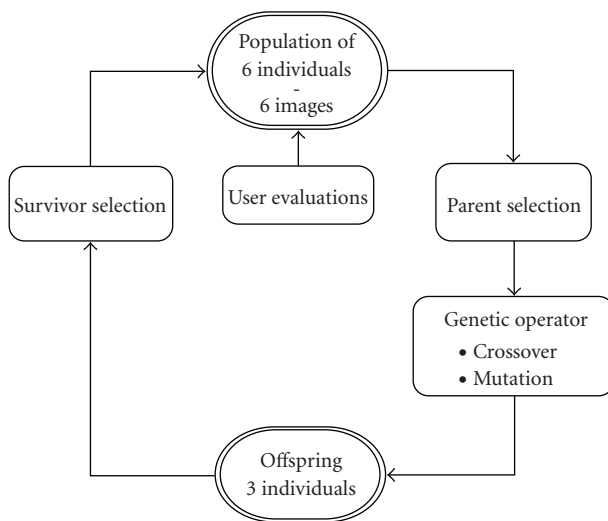 Population of
6 individuals
-
6 images
Survivor selection
User evaluations
Parent selection
Genetic operator
• Crossover
• Mutation
Offspring
3 individuals